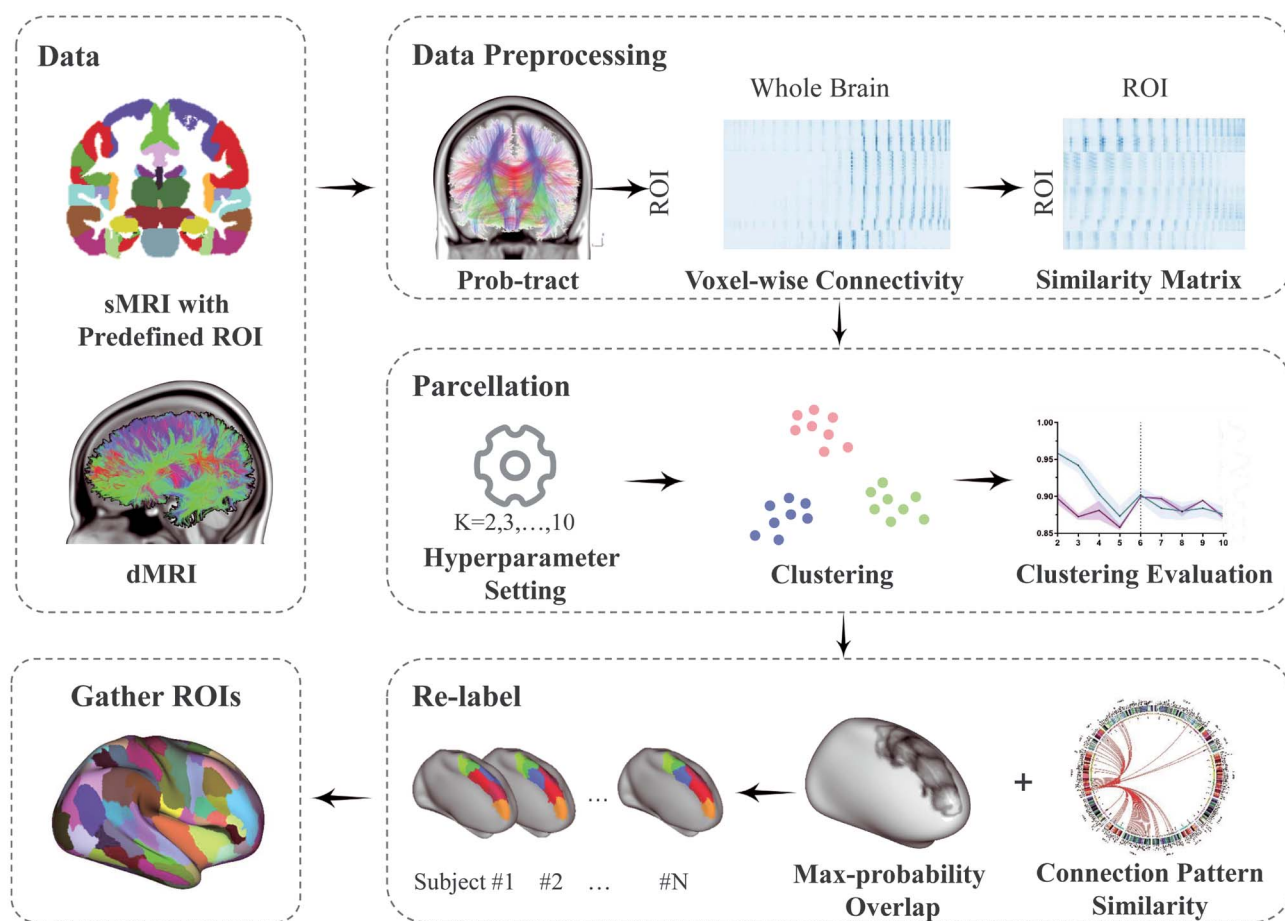 Data
sMRI with
Predefined ROI
dMRI
Data Preprocessing
Whole Brain
ROI
ROI
ROI
Prob-tract
Voxel-wise Connectivity
Similarity Matrix
Parcellation
K=2,3,…,10
Hyperparameter
Setting
Clustering
1.00
0.95
0.90
0.85
2 3 4 5 6 7 8 9 10
Clustering Evaluation
Re-label
Subject #1 #2 … #N
…
Max-probability
Overlap
+
Connection Pattern
Similarity
Gather ROIs